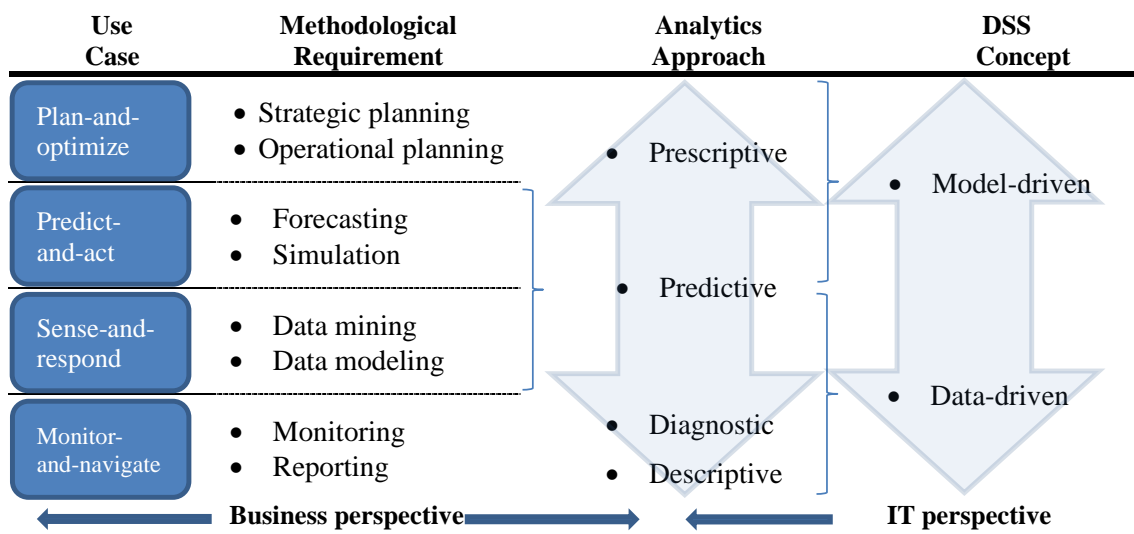 Use Case
Methodological Requirement
Analytics Approach
DSS Concept
Plan-and-
optimize
• Strategic planning
• Operational planning
• Prescriptive
• Model-driven
Predict-
and-act
• Forecasting
• Simulation
• Predictive
Sense-and-
respond
• Data mining
• Data modeling
• Data-driven
Monitor-
and-navigate
• Monitoring
• Reporting
• Diagnostic
• Descriptive
Business perspective
IT perspective